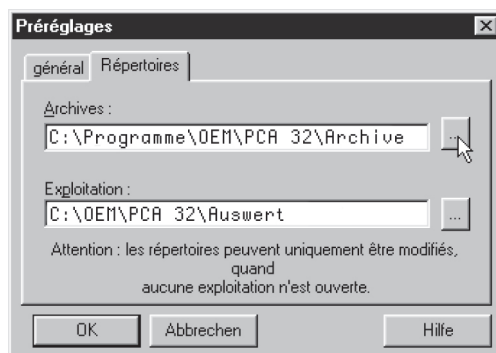 Préréglages
général Répertoires
Archives :
C:\Programme\OEM\PCA 32\Archive ...
Exploitation :
C:\OEM\PCA 32\Auswert ...
Attention : les répertoires peuvent uniquement être modifiés,
quand
aucune exploitation n'est ouverte.
OK Abbrechen Hilfe